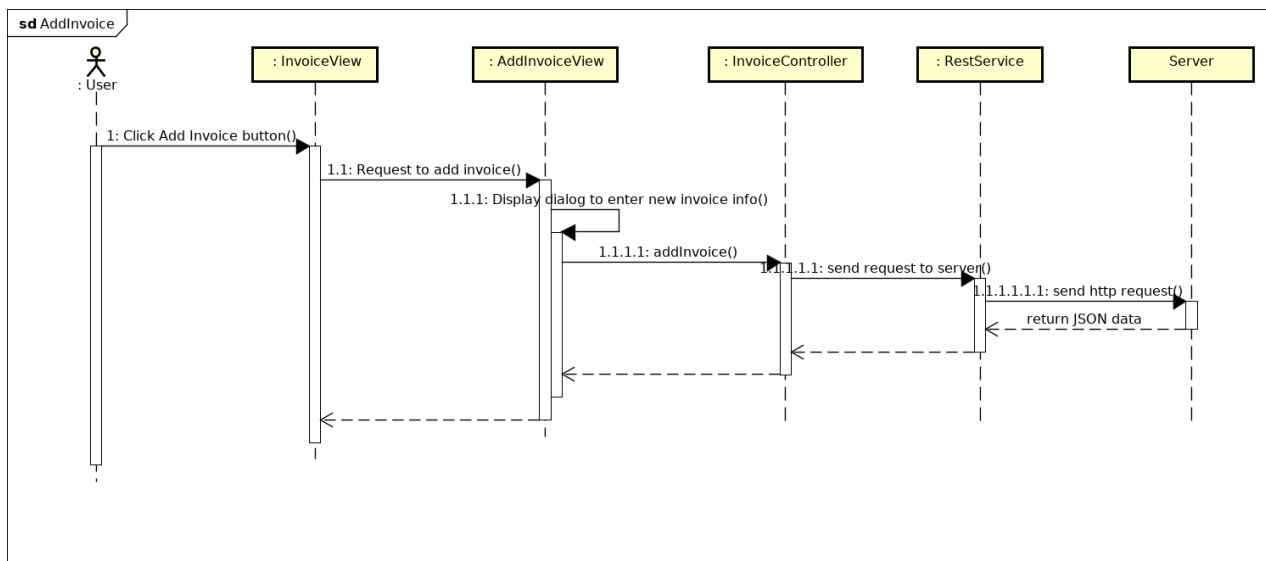 sd AddInvoice
: User
: InvoiceView
: AddInvoiceView
: InvoiceController
: RestService
Server
1: Click Add Invoice button()
1.1: Request to add invoice()
1.1.1: Display dialog to enter new invoice info()
1.1.1.1: addInvoice()
1.1.1.1.1: send request to server()
1.1.1.1.1.1: send http request()
return JSON data